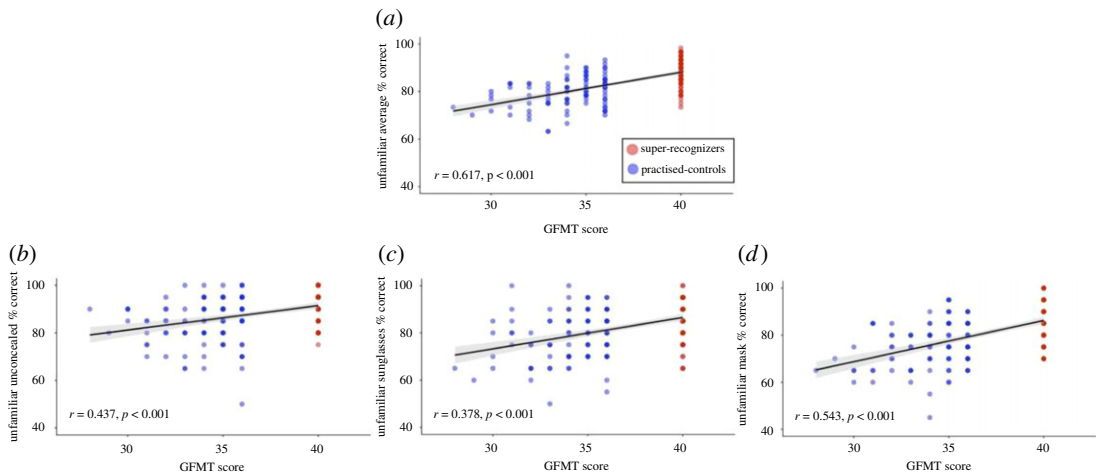 (a)
unfamiliar average % correct
100
80
60
40
super-recognizers
practised-controls
r = 0.617, p < 0.001
30
35
40
GFMT score
(b)
unfamiliar unconcealed % correct
100
80
60
40
r = 0.437, p < 0.001
30
35
40
GFMT score
(c)
unfamiliar sunglasses % correct
100
80
60
40
r = 0.378, p < 0.001
30
35
40
GFMT score
(d)
unfamiliar mask % correct
100
80
60
40
r = 0.543, p < 0.001
30
35
40
GFMT score